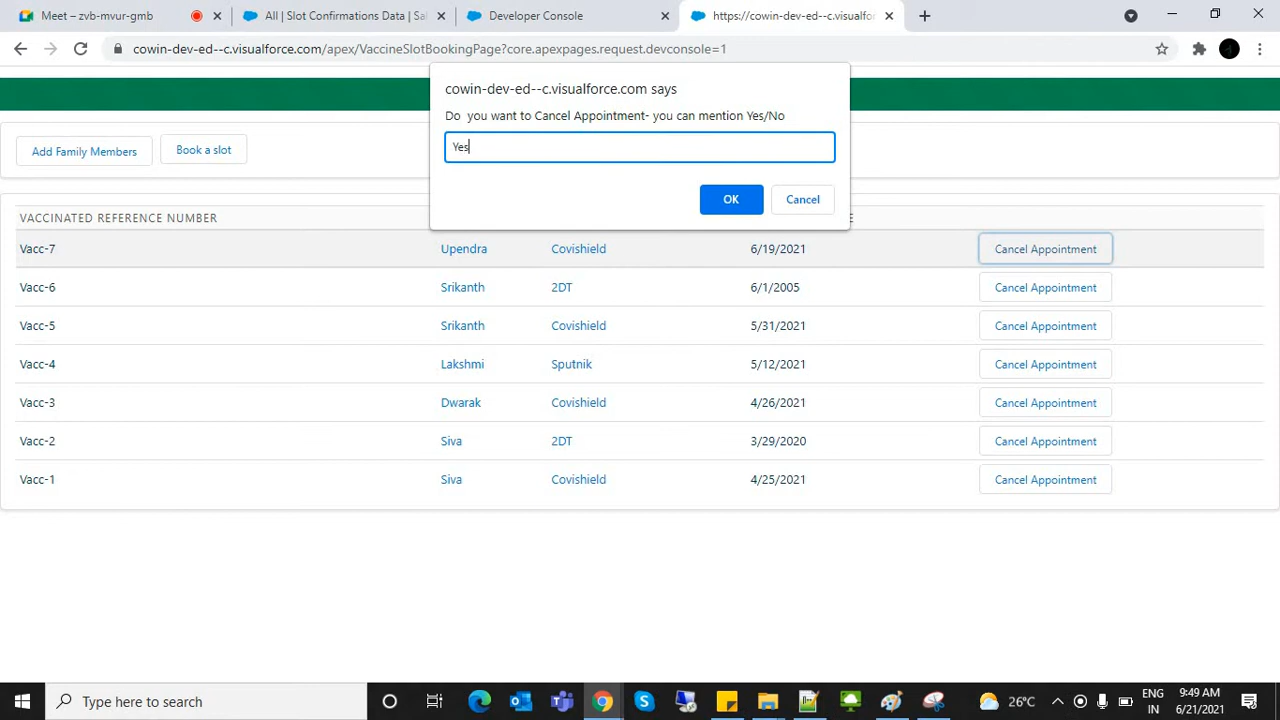 Meet – zvb-mvur-gmb
All | Slot Confirmations Data | Sal
Developer Console
https://cowin-dev-ed--c.visualfor
cowin-dev-ed--c.visualforce.com/apex/VaccineSlotBookingPage?core.apexpages.request.devconsole=1
cowin-dev-ed--c.visualforce.com says
Do you want to Cancel Appointment- you can mention Yes/No
Yes
OK Cancel
Add Family Members Book a slot
VACCINATED REFERENCE NUMBER
Vacc-7 Upendra Covishield 6/19/2021 Cancel Appointment
Vacc-6 Srikanth 2DT 6/1/2005 Cancel Appointment
Vacc-5 Srikanth Covishield 5/31/2021 Cancel Appointment
Vacc-4 Lakshmi Sputnik 5/12/2021 Cancel Appointment
Vacc-3 Dwarak Covishield 4/26/2021 Cancel Appointment
Vacc-2 Siva 2DT 3/29/2020 Cancel Appointment
Vacc-1 Siva Covishield 4/25/2021 Cancel Appointment
Type here to search
26°C
ENG
IN
9:49 AM
6/21/2021